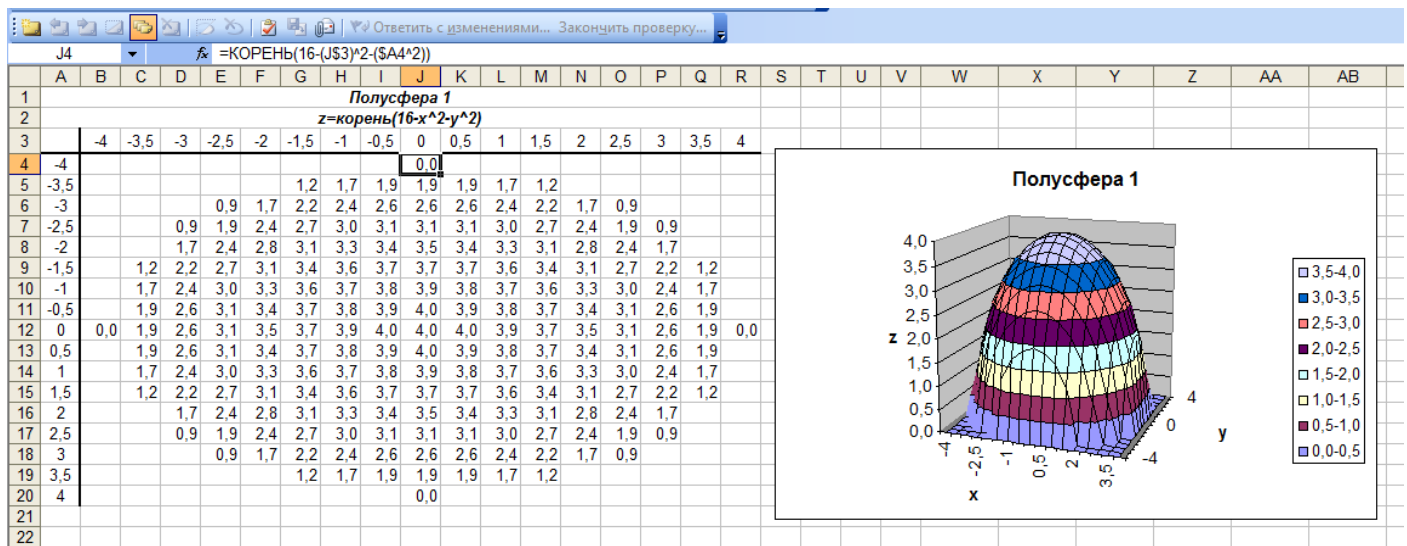 Ответить с изменениями... Закончить проверку...
J4 fx =КОРЕНЬ(16-(J$3)^2-($A4^2))
A B C D E F G H I J K L M N O P Q R S T U V W X Y Z AA AB
1 Полусфера 1
2 z=корень(16-x^2-y^2)
3 -4 -3,5 -3 -2,5 -2 -1,5 -1 -0,5 0 0,5 1 1,5 2 2,5 3 3,5 4
4 -4 0,0
5 -3,5 1,2 1,7 1,9 1,9 1,9 1,7 1,2
6 -3 0,9 1,7 2,2 2,4 2,6 2,6 2,6 2,4 2,2 1,7 0,9
7 -2,5 0,9 1,9 2,4 2,7 3,0 3,1 3,1 3,1 3,0 2,7 2,4 1,9 0,9
8 -2 1,7 2,4 2,8 3,1 3,3 3,4 3,5 3,4 3,3 3,1 2,8 2,4 1,7
9 -1,5 1,2 2,2 2,7 3,1 3,4 3,6 3,7 3,7 3,7 3,6 3,4 3,1 2,7 2,2 1,2
10 -1 1,7 2,4 3,0 3,3 3,6 3,7 3,8 3,9 3,8 3,7 3,6 3,3 3,0 2,4 1,7
11 -0,5 1,9 2,6 3,1 3,4 3,7 3,8 3,9 4,0 3,9 3,8 3,7 3,4 3,1 2,6 1,9
12 0 0,0 1,9 2,6 3,1 3,5 3,7 3,9 4,0 4,0 4,0 3,9 3,7 3,5 3,1 2,6 1,9 0,0
13 0,5 1,9 2,6 3,1 3,4 3,7 3,8 3,9 4,0 3,9 3,8 3,7 3,4 3,1 2,6 1,9
14 1 1,7 2,4 3,0 3,3 3,6 3,7 3,8 3,9 3,8 3,7 3,6 3,3 3,0 2,4 1,7
15 1,5 1,2 2,2 2,7 3,1 3,4 3,6 3,7 3,7 3,7 3,6 3,4 3,1 2,7 2,2 1,2
16 2 1,7 2,4 2,8 3,1 3,3 3,4 3,5 3,4 3,3 3,1 2,8 2,4 1,7
17 2,5 0,9 1,9 2,4 2,7 3,0 3,1 3,1 3,1 3,0 2,7 2,4 1,9 0,9
18 3 0,9 1,7 2,2 2,4 2,6 2,6 2,6 2,4 2,2 1,7 0,9
19 3,5 1,2 1,7 1,9 1,9 1,9 1,7 1,2
20 4 0,0
21
22
Полусфера 1
4,0
3,5
3,0
2,5
z 2,0
1,5
1,0
0,5
0,0
-4 -2,5 -1 0,5 2 3,5
x
-4 0 4
y
3,5-4,0
3,0-3,5
2,5-3,0
2,0-2,5
1,5-2,0
1,0-1,5
0,5-1,0
0,0-0,5